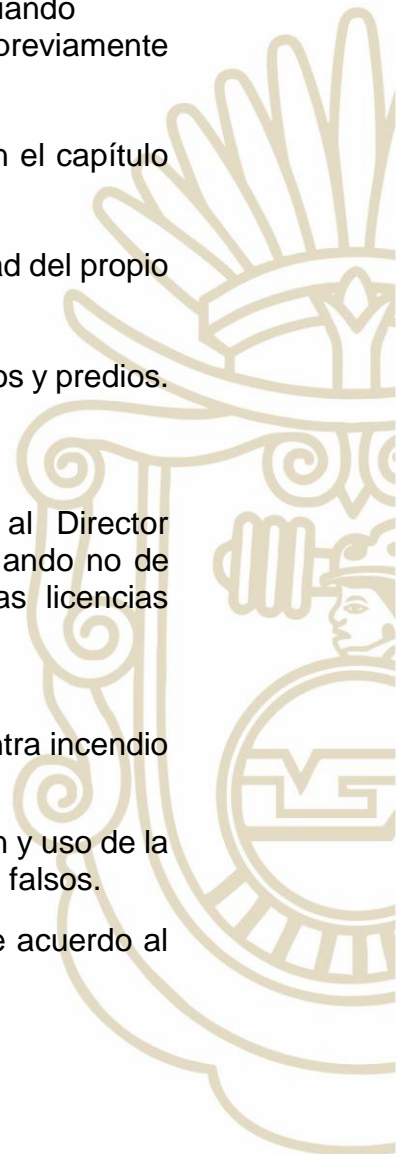 previamente
n el capítulo
ad del propio
os y predios.
al Director
ando no de
as licencias
ntra incendio
n y uso de la
falsos.
e acuerdo al